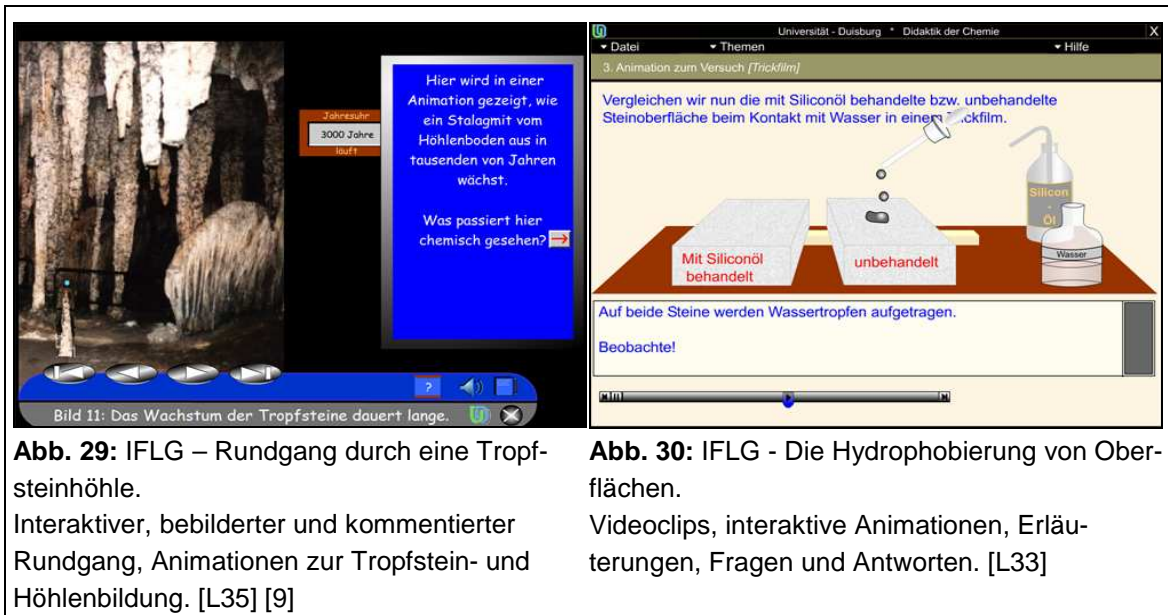 Jahresuhr
3000 Jahre
läuft
Hier wird in einer
Animation gezeigt, wie
ein Stalagmit vom
Höhlenboden aus in
tausenden von Jahren
wächst.
Was passiert hier
chemisch gesehen?
?
Bild 11: Das Wachstum der Tropfsteine dauert lange.
Universität - Duisburg * Didaktik der Chemie
X
Datei
Themen
Hilfe
3. Animation zum Versuch [Trickfilm]
Vergleichen wir nun die mit Siliconöl behandelte bzw. unbehandelte
Steinoberfläche beim Kontakt mit Wasser in einem Trickfilm.
Silicon
-
Öl
Wasser
Mit Siliconöl
behandelt
unbehandelt
Auf beide Steine werden Wassertropfen aufgetragen.
Beobachte!
Abb. 29: IFLG – Rundgang durch eine Tropf-
steinhöhle.
Interaktiver, bebilderter und kommentierter
Rundgang, Animationen zur Tropfstein- und
Höhlenbildung. [L35] [9]
Abb. 30: IFLG - Die Hydrophobierung von Ober-
flächen.
Videoclips, interaktive Animationen, Erläu-
terungen, Fragen und Antworten. [L33]